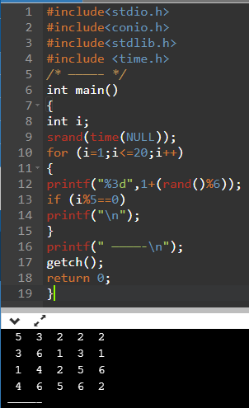 1 #include<stdio.h>
2 #include<conio.h>
3 #include<stdlib.h>
4 #include <time.h>
5 /* ———– */
6 int main()
7 {
8 int i;
9 srand(time(NULL));
10 for (i=1;i<=20;i++)
11 {
12 printf("%3d",1+(rand()%6));
13 if (i%5==0)
14 printf("\n");
15 }
16 printf(" ———–\n");
17 getch();
18 return 0;
19 }
5 3 2 2 2
3 6 1 3 1
1 4 2 5 6
4 6 5 6 2
———–